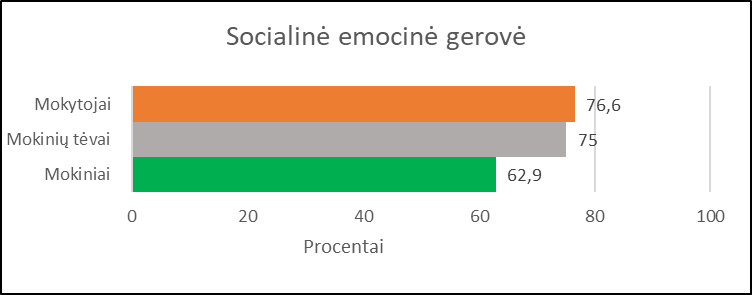 Socialinė emocinė gerovė
Mokytojai 76,6
Mokinių tėvai 75
Mokiniai 62,9
0 20 40 60 80 100
Procentai